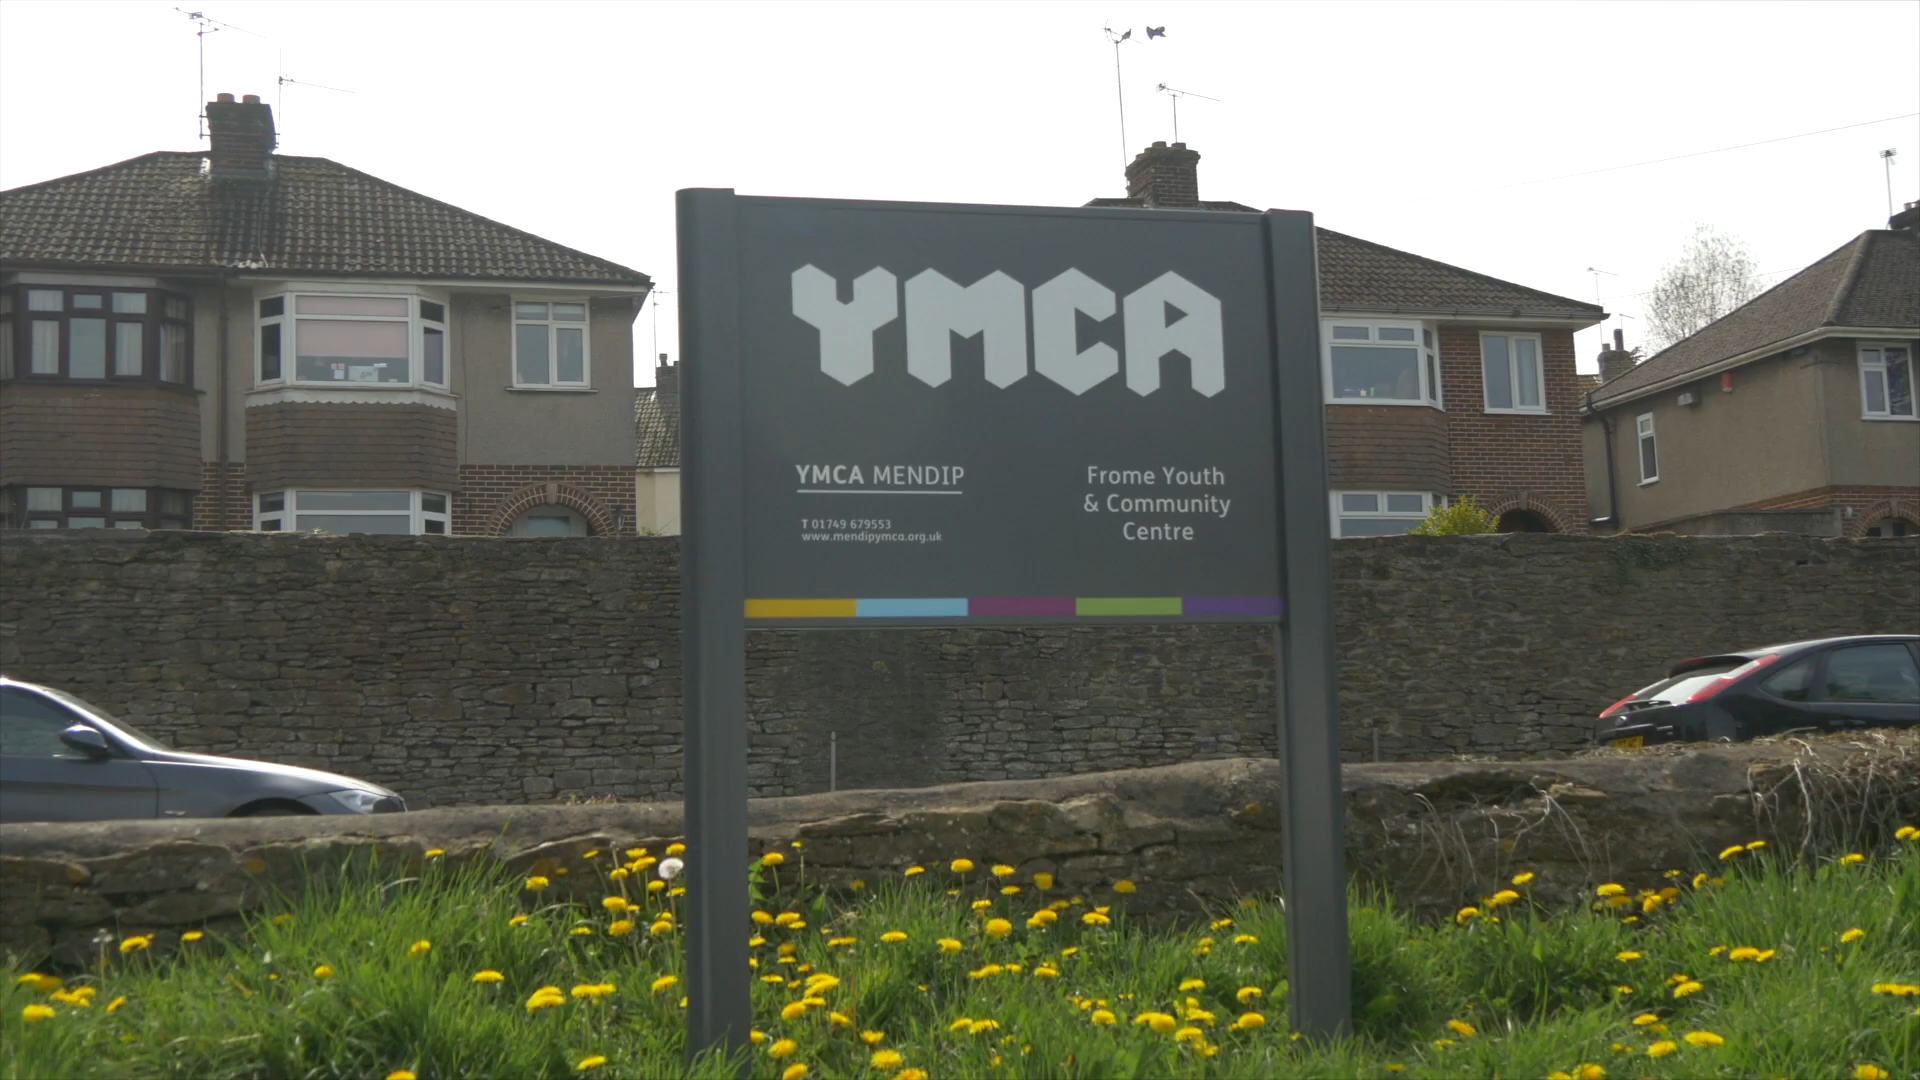 YMCA
YMCA MENDIP
T 01749 679553
www.mendipymca.org.uk
Frome Youth
& Community
Centre